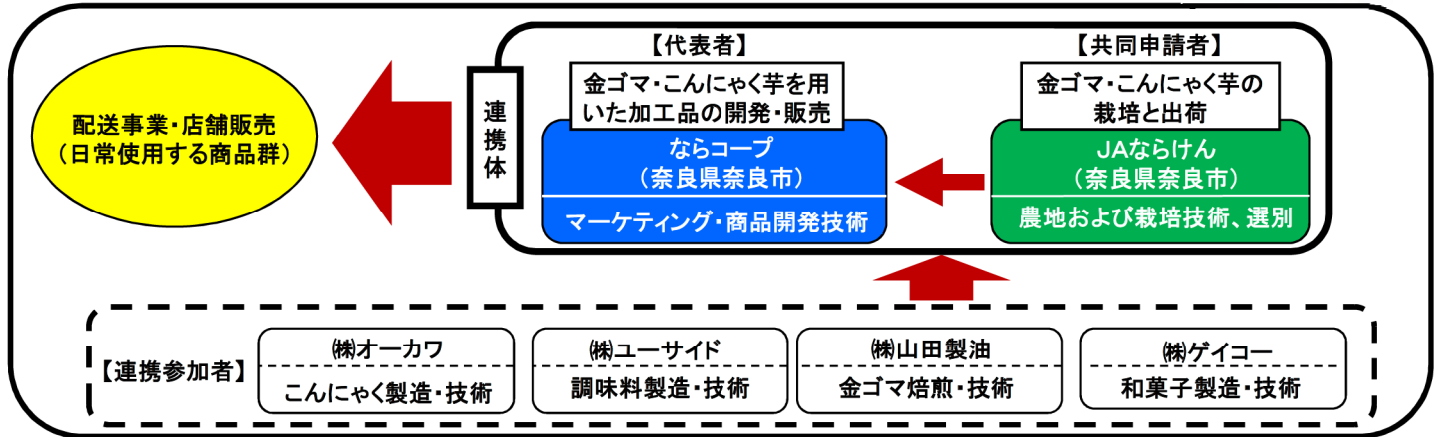 配送事業・店舗販売
（日常使用する商品群）
連携体
【代表者】
金ゴマ・こんにゃく芋を用
いた加工品の開発・販売
ならコープ
（奈良県奈良市）
マーケティング・商品開発技術
【共同申請者】
金ゴマ・こんにゃく芋の
栽培と出荷
ＪＡならけん
（奈良県奈良市）
農地および栽培技術、選別
【連携参加者】
㈱オーカワ
こんにゃく製造・技術
㈱ユーサイド
調味料製造・技術
㈱山田製油
金ゴマ焙煎・技術
㈱ゲイコー
和菓子製造・技術